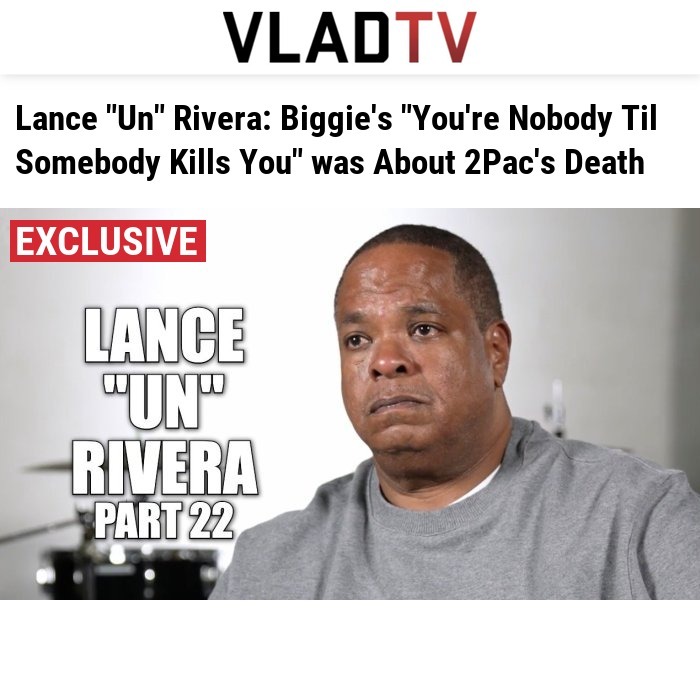 VLADTV
Lance "Un" Rivera: Biggie's "You're Nobody Til
Somebody Kills You" was About 2Pac's Death
EXCLUSIVE
LANCE
"UN"
RIVERA
PART 22